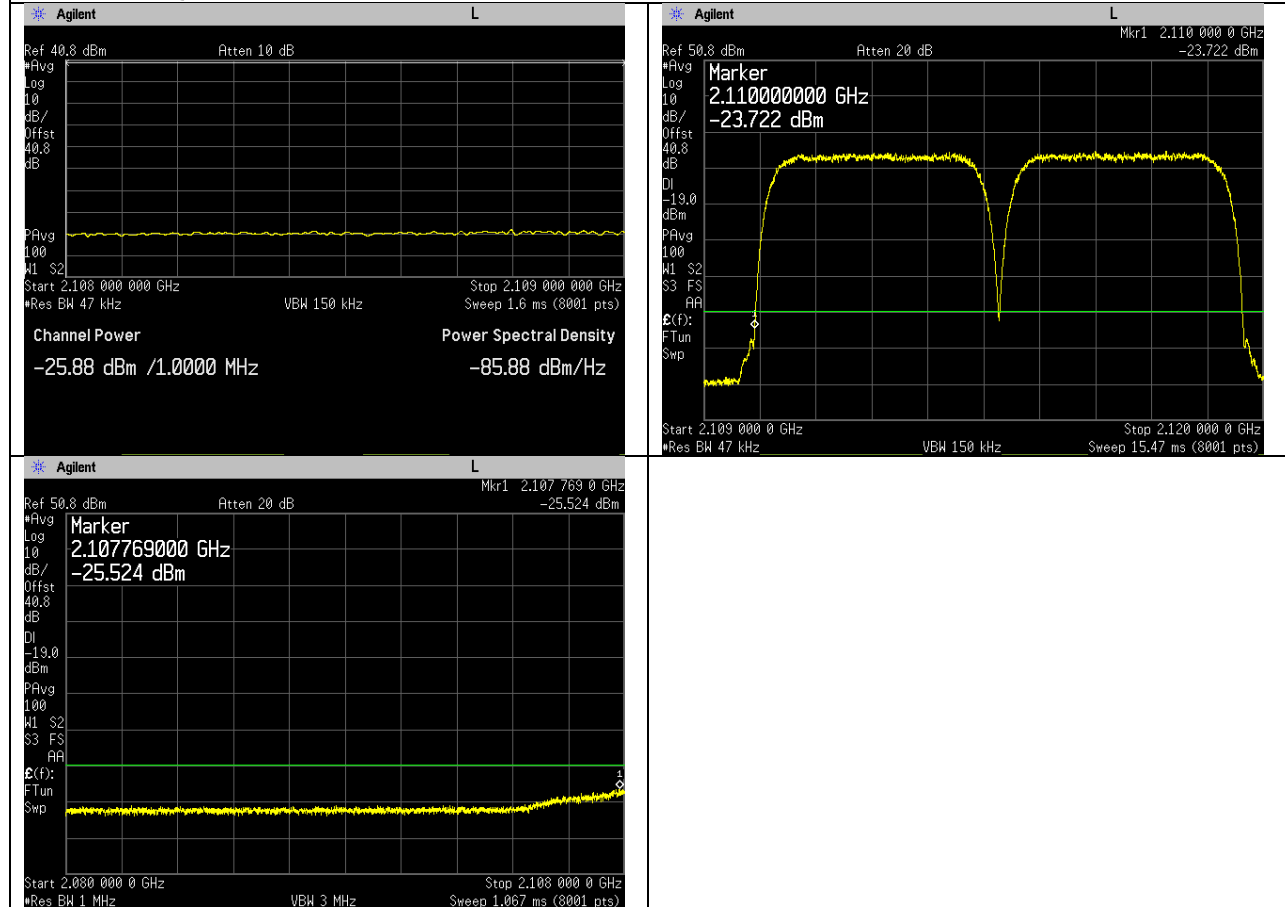 Agilent L
Ref 40.8 dBm Atten 10 dB
#Avg
Log
10
dB/
Offst
40.8
dB
PAvg
100
W1 S2
Start 2.108 000 000 GHz Stop 2.109 000 000 GHz
#Res BW 47 kHz VBW 150 kHz Sweep 1.6 ms (8001 pts)
Channel Power Power Spectral Density
-25.88 dBm /1.0000 MHz -85.88 dBm/Hz
Agilent L
Mkr1 2.110 000 0 GHz
Ref 50.8 dBm Atten 20 dB -23.722 dBm
#Avg
Log
10
dB/
Offst
40.8
dB
DI
-19.0
dBm
PAvg
100
W1 S2
S3 FS
AA
£(f):
FTun
Swp
Marker
2.110000000 GHz
-23.722 dBm
1
Start 2.109 000 0 GHz Stop 2.120 000 0 GHz
#Res BW 47 kHz VBW 150 kHz Sweep 15.47 ms (8001 pts)
Agilent L
Mkr1 2.107 769 0 GHz
Ref 50.8 dBm Atten 20 dB -25.524 dBm
#Avg
Log
10
dB/
Offst
40.8
dB
DI
-19.0
dBm
PAvg
100
W1 S2
S3 FS
AA
£(f):
FTun
Swp
Marker
2.107769000 GHz
-25.524 dBm
1
Start 2.080 000 0 GHz Stop 2.108 000 0 GHz
#Res BW 1 MHz VBW 3 MHz Sweep 1.067 ms (8001 pts)